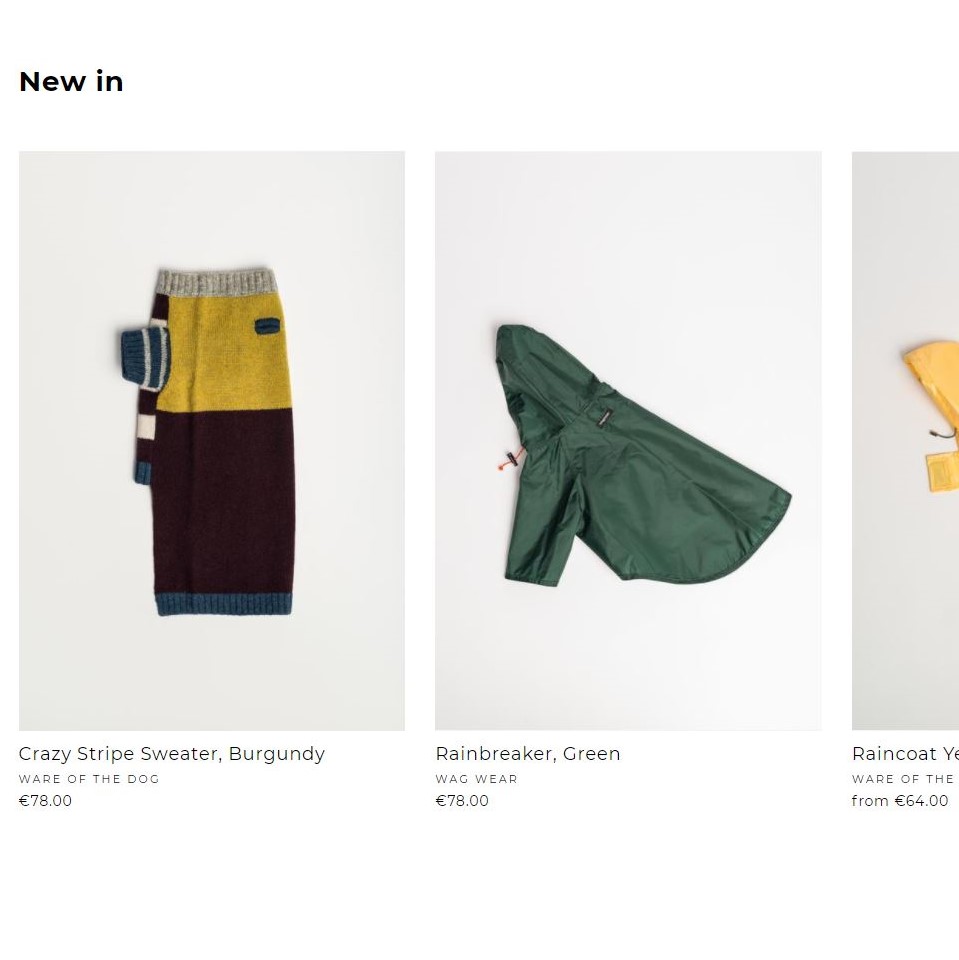 New in
Crazy Stripe Sweater, Burgundy
WARE OF THE DOG
€78.00
Rainbreaker, Green
WAG WEAR
€78.00
Raincoat Ye
WARE OF THE
from €64.00